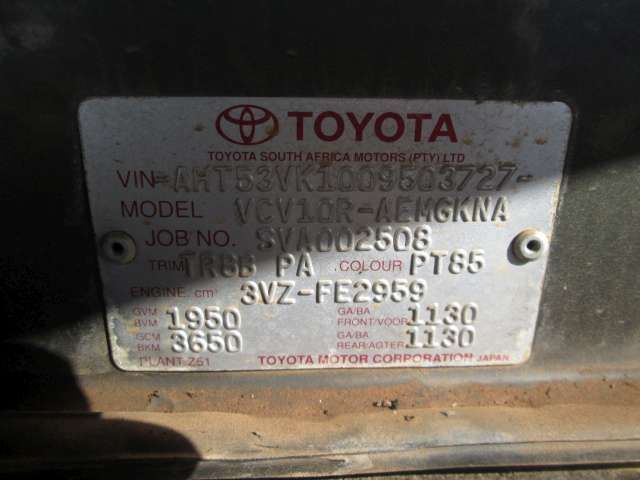 TOYOTA
TOYOTA SOUTH AFRICA MOTORS (PTY) LTD
VIN -AHT53VK1009503727-
MODEL VCV10R-AEMGKNA
JOB NO. SVA002508
TRIM TR8B PA COLOUR PT85
ENGINE. cm³ 3VZ-FE2959
GVM BVM 1950 GA/BA FRONT/VOOR 1130
GCM BKM 3650 GA/BA REAR/AGTER 1130
PLANT Z51 TOYOTA MOTOR CORPORATION JAPAN